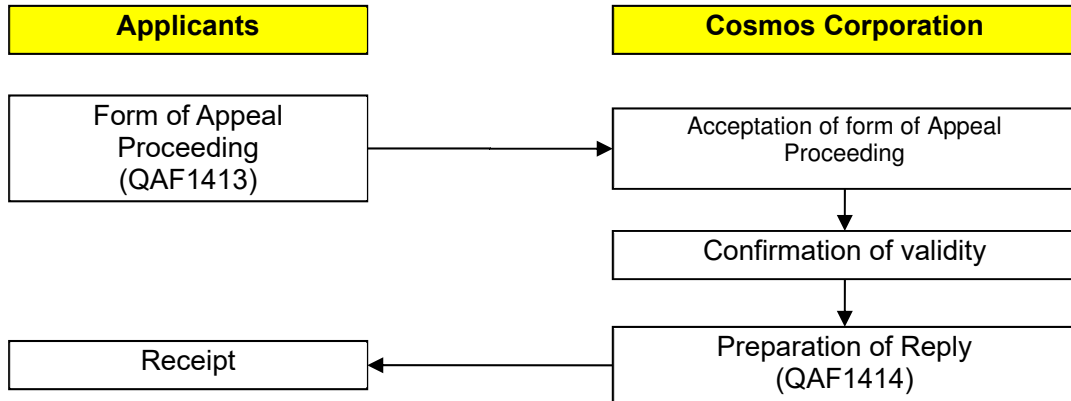 Applicants
Cosmos Corporation
Form of Appeal
Proceeding
(QAF1413)
Acceptation of form of Appeal
Proceeding
Confirmation of validity
Preparation of Reply
(QAF1414)
Receipt